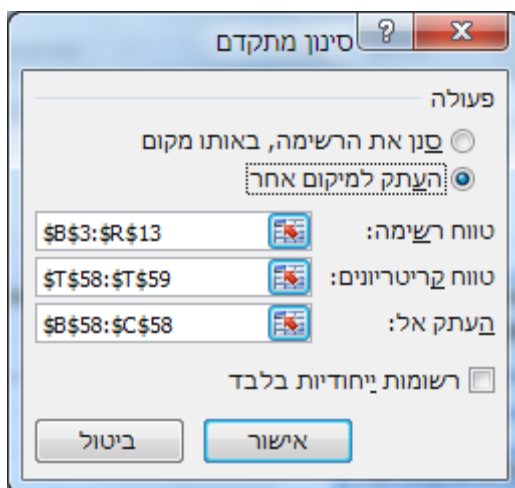 סינון מתקדם
פעולה
סנן את הרשימה, באותו מקום
העתק למיקום אחר
טווח רשימה: $B$3:$R$13
טווח קריטריונים: $T$58:$T$59
העתק אל: $B$58:$C$58
רשומות ייחודיות בלבד
אישור ביטול